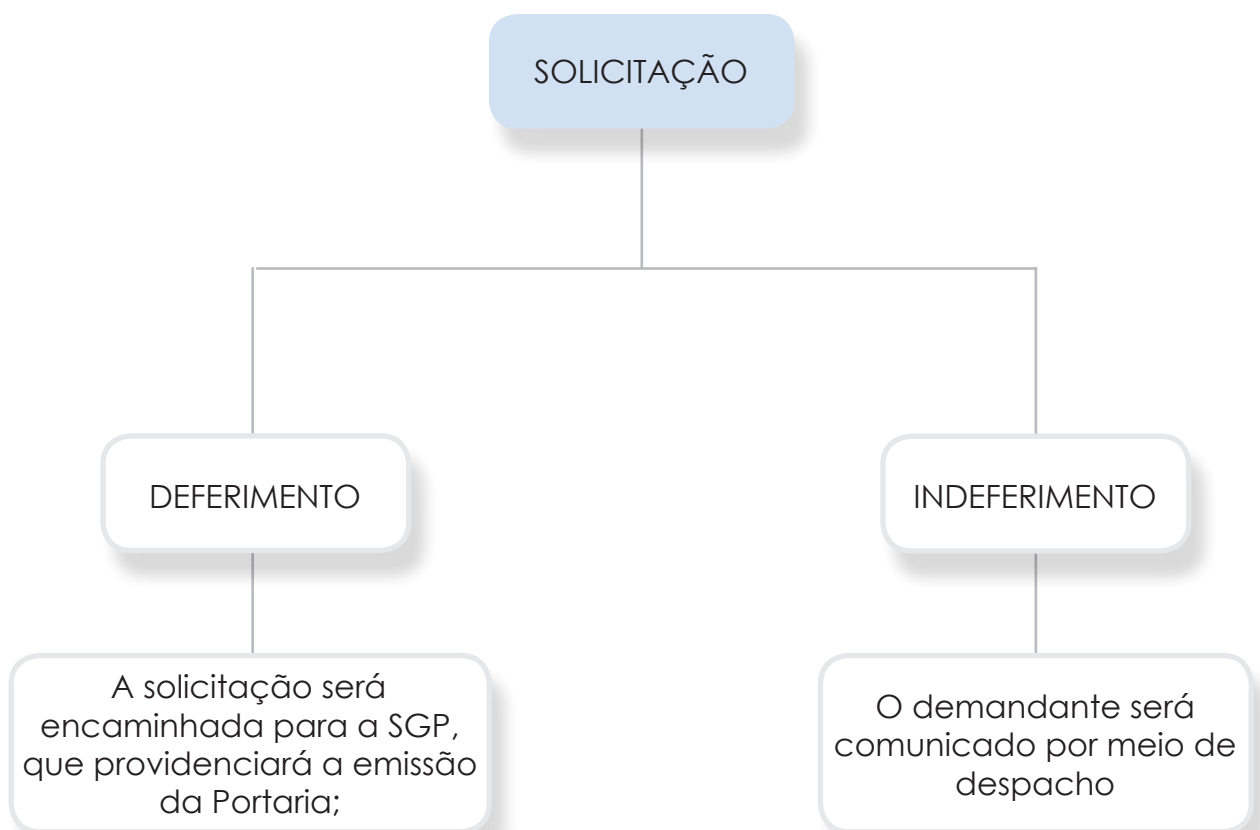 SOLICITAÇÃO
DEFERIMENTO
INDEFERIMENTO
A solicitação será
encaminhada para a SGP,
que providenciará a emissão
da Portaria;
O demandante será
comunicado por meio de
despacho